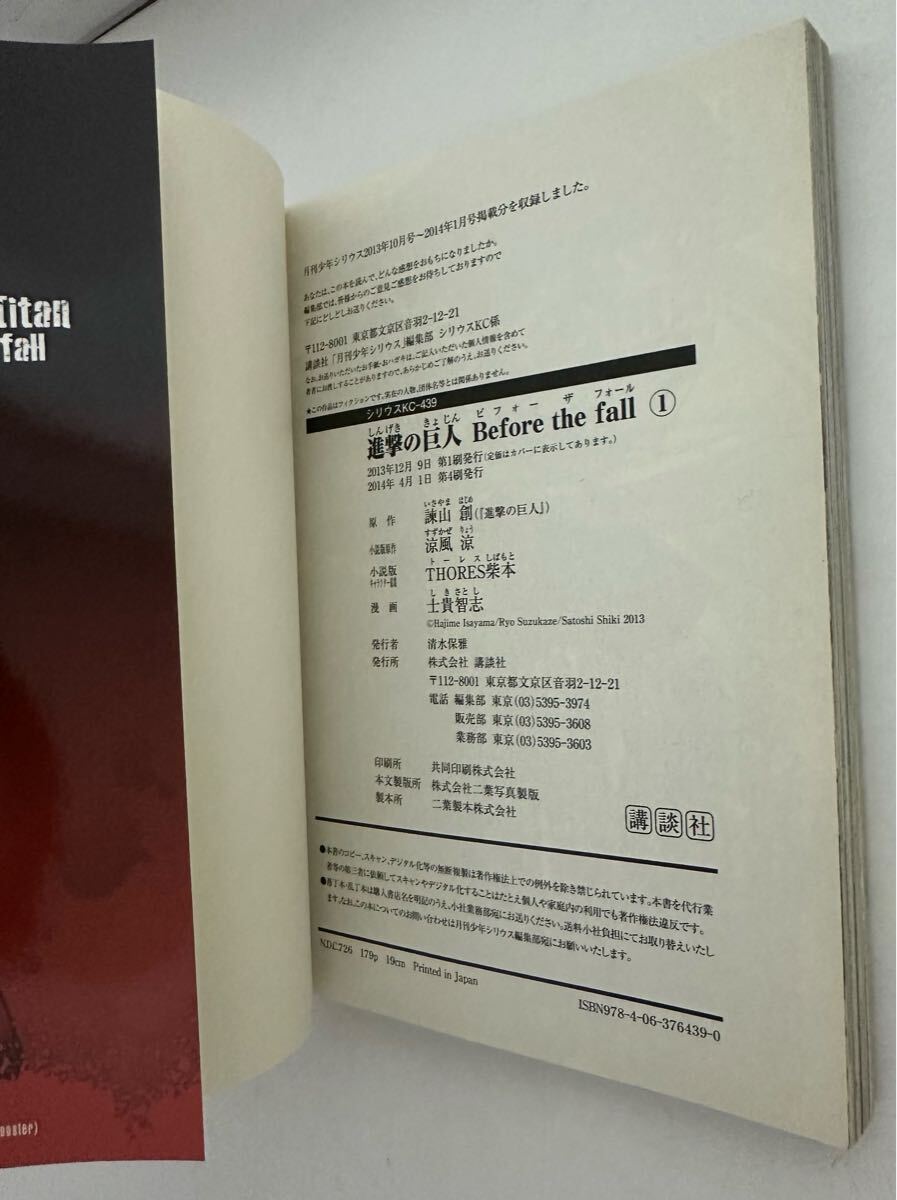 Titan
fall
poster)
月刊少年シリウス2013年10月号～2014年1月号掲載分を収録しました。
あなたは、この本を読んで、どんな感想をおもちになりましたか。
編集部では、皆様からのご意見ご感想をお待ちしておりますので
下記にどしどしお送りください。
〒112-8001 東京都文京区音羽2-12-21
講談社「月刊少年シリウス」編集部 シリウスKC係
なお、お送りいただいたお手紙・おハガキは、ご記入いただいた個人情報を含めて
著者にお渡しすることがありますので、あらかじめご了解のうえ、お送りください。
★この作品はフィクションです。実在の人物、団体名等とは関係ありません。
シリウスKC-439
しんげき きょじん ビフォー ザ フォール
進撃の巨人 Before the fall ①
2013年12月 9日 第1刷発行(定価はカバーに表示してあります。)
2014年 4月 1日 第4刷発行
いさやま はじめ
原作 諫山 創(『進撃の巨人』)
すずかぜ りょう
小説版原作 涼風 涼
トーレスしばもと
小説版 THORES柴本
しきさとし
漫画 士貴智志
©Hajime Isayama/Ryo Suzukaze/Satoshi Shiki 2013
発行者 清水保雅
発行所 株式会社 講談社
〒112-8001 東京都文京区音羽2-12-21
電話 編集部 東京(03)5395-3974
販売部 東京(03)5395-3608
業務部 東京(03)5395-3603
印刷所 共同印刷株式会社
本文製版所 株式会社二葉写真製版
製本所 二葉製本株式会社
講談社
●本書のコピー、スキャン、デジタル化等の無断複製は著作権法上での例外を除き禁じられています。本書を代行業
者等の第三者に依頼してスキャンやデジタル化することはたとえ個人や家庭内の利用でも著作権法違反です。
●落丁本・乱丁本は購入書店名を明記のうえ、小社業務部宛にお送りください。送料小社負担にてお取り替えいたし
ます。なお、この本についてのお問い合わせは月刊少年シリウス編集部宛にお願いいたします。
N.D.C.726 179p 19cm Printed in Japan
ISBN978-4-06-376439-0